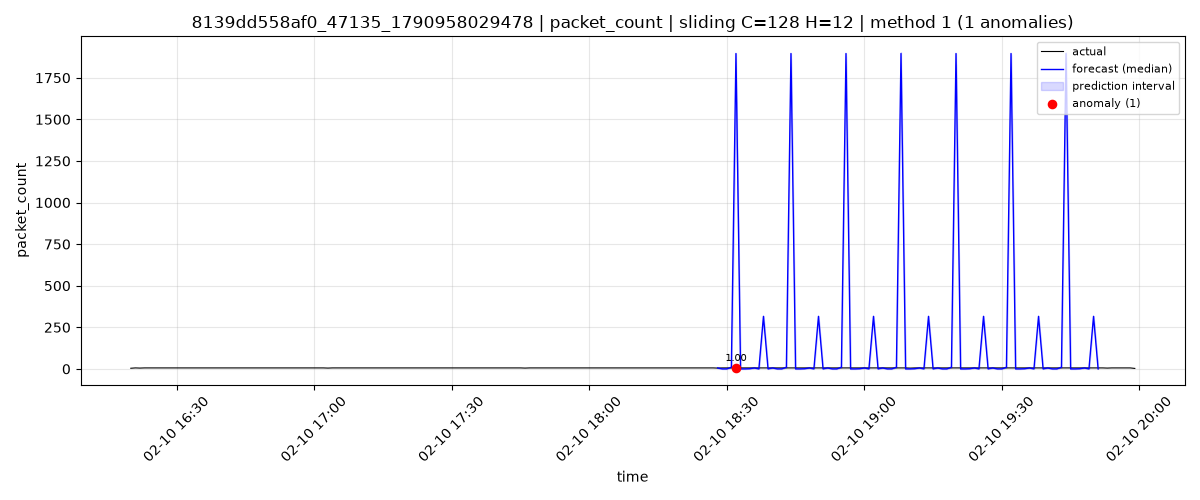 8139dd558af0_47135_1790958029478 | packet_count | sliding C=128 H=12 | method 1 (1 anomalies)
actual
forecast (median)
prediction interval
anomaly (1)
packet_count
1750
1500
1250
1000
750
500
250
0
1.00
02-10 16:30
02-10 17:00
02-10 17:30
02-10 18:00
02-10 18:30
02-10 19:00
02-10 19:30
02-10 20:00
time